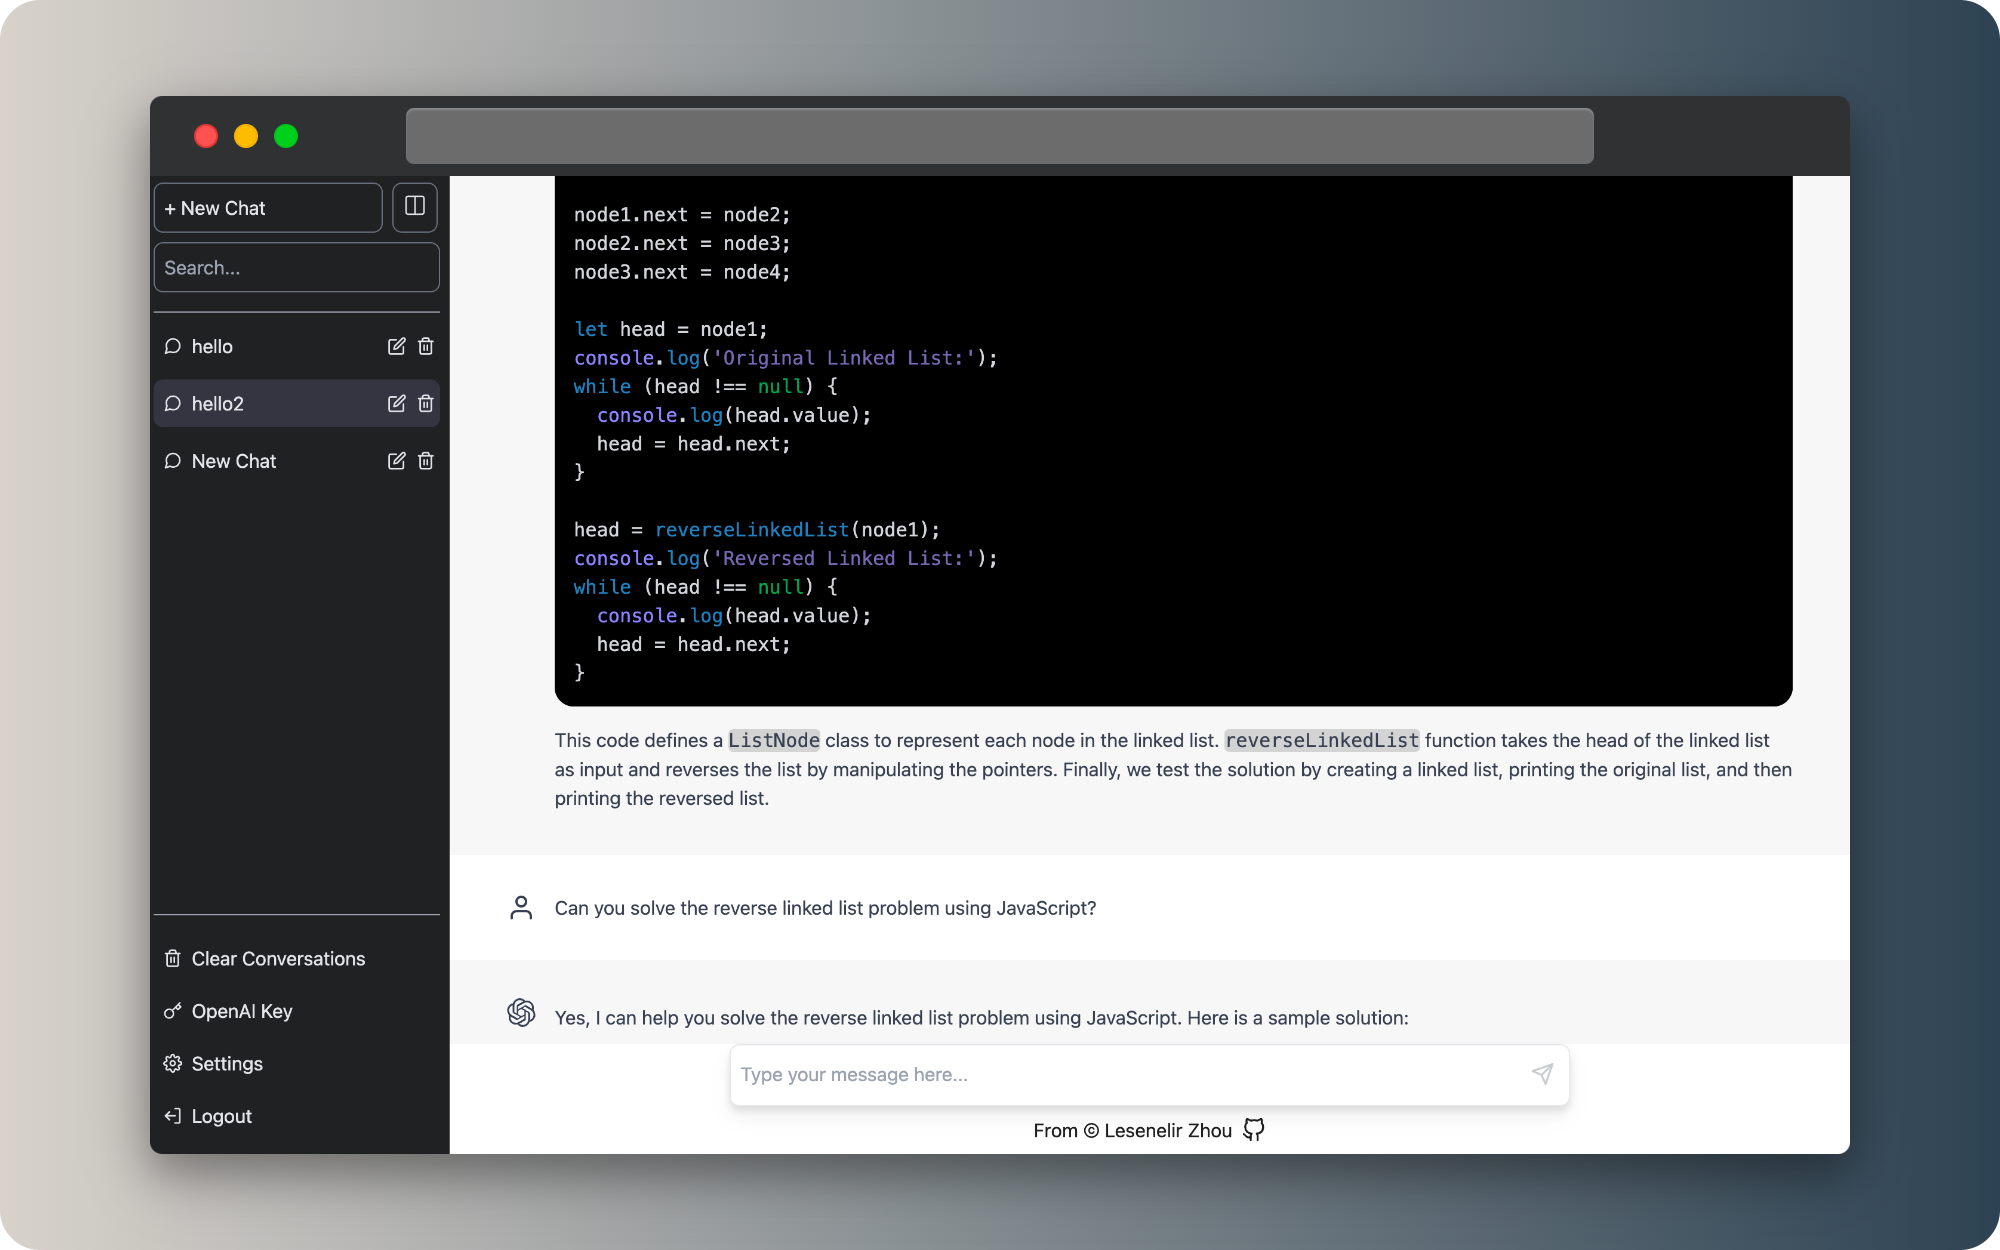 + New Chat
Search...
hello
hello2
New Chat
Clear Conversations
OpenAI Key
Settings
Logout
node1.next = node2;
node2.next = node3;
node3.next = node4;
let head = node1;
console.log('Original Linked List:');
while (head !== null) {
  console.log(head.value);
  head = head.next;
}
head = reverseLinkedList(node1);
console.log('Reversed Linked List:');
while (head !== null) {
  console.log(head.value);
  head = head.next;
}
This code defines a ListNode class to represent each node in the linked list. reverseLinkedList function takes the head of the linked list
as input and reverses the list by manipulating the pointers. Finally, we test the solution by creating a linked list, printing the original list, and then
printing the reversed list.
Can you solve the reverse linked list problem using JavaScript?
Yes, I can help you solve the reverse linked list problem using JavaScript. Here is a sample solution:
Type your message here...
From © Lesenelir Zhou